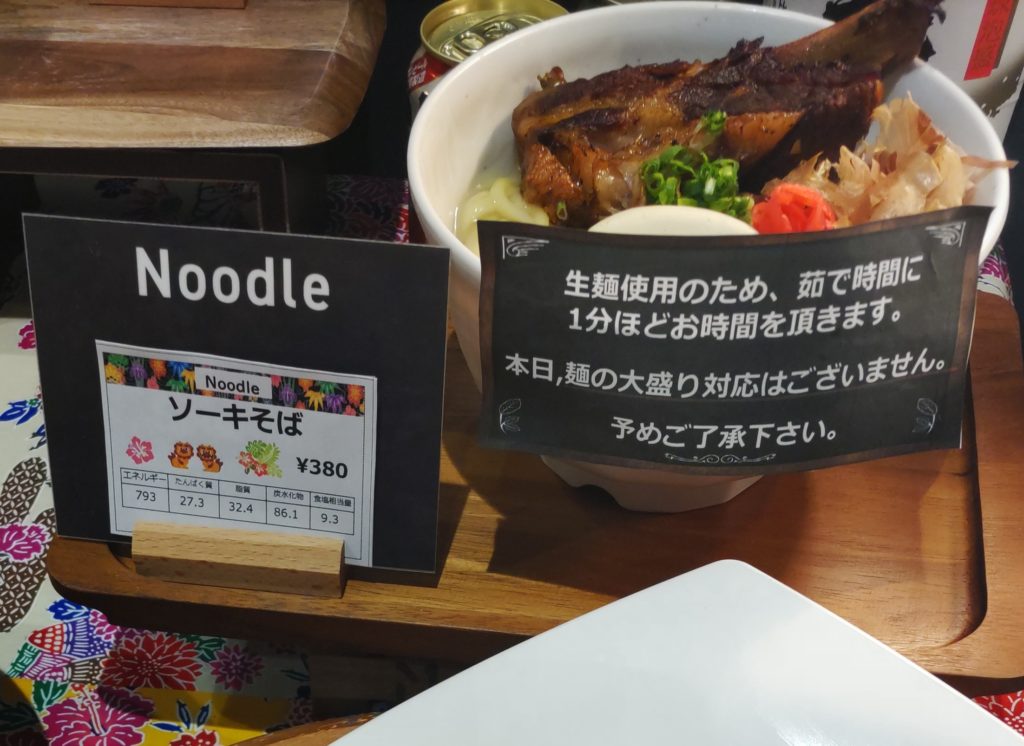 Noodle
Noodle
ソーキそば
¥380
エネルギー たんぱく質 脂質 炭水化物 食塩相当量
793 27.3 32.4 86.1 9.3
生麺使用のため、茹で時間に
1分ほどお時間を頂きます。
本日,麺の大盛り対応はございません。
予めご了承下さい。